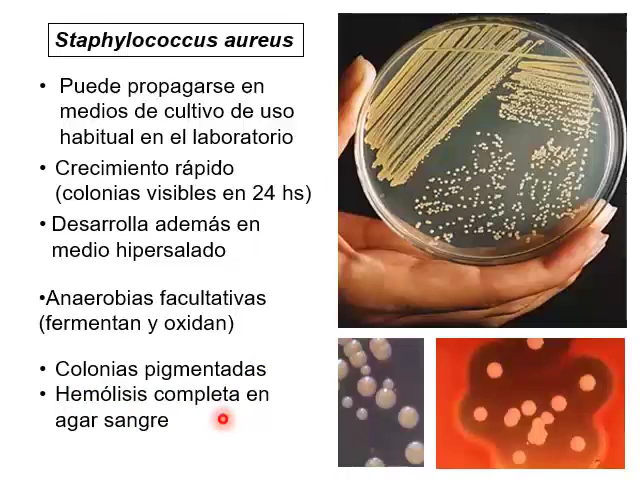 Staphylococcus aureus
• Puede propagarse en
medios de cultivo de uso
habitual en el laboratorio
• Crecimiento rápido
(colonias visibles en 24 hs)
• Desarrolla además en
medio hipersalado
•Anaerobias facultativas
(fermentan y oxidan)
• Colonias pigmentadas
• Hemólisis completa en
agar sangre